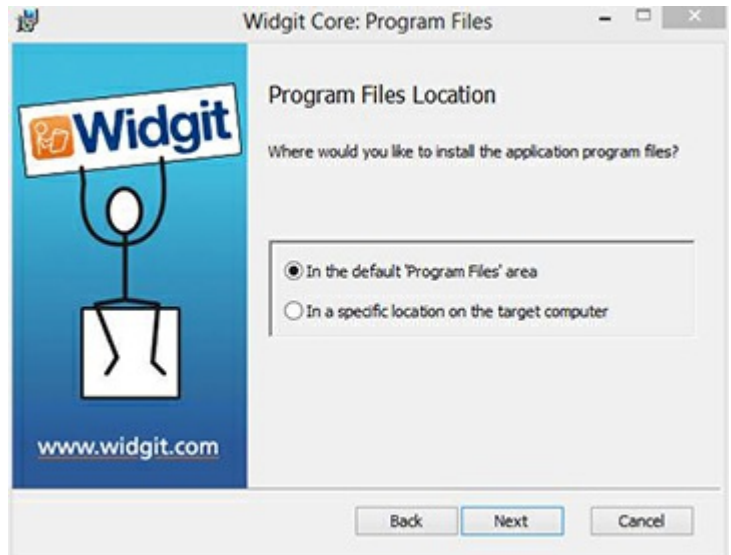 Widgit Core: Program Files
Widgit
Program Files Location
Where would you like to install the application program files?
In the default 'Program Files' area
In a specific location on the target computer
www.widgit.com
Back
Next
Cancel